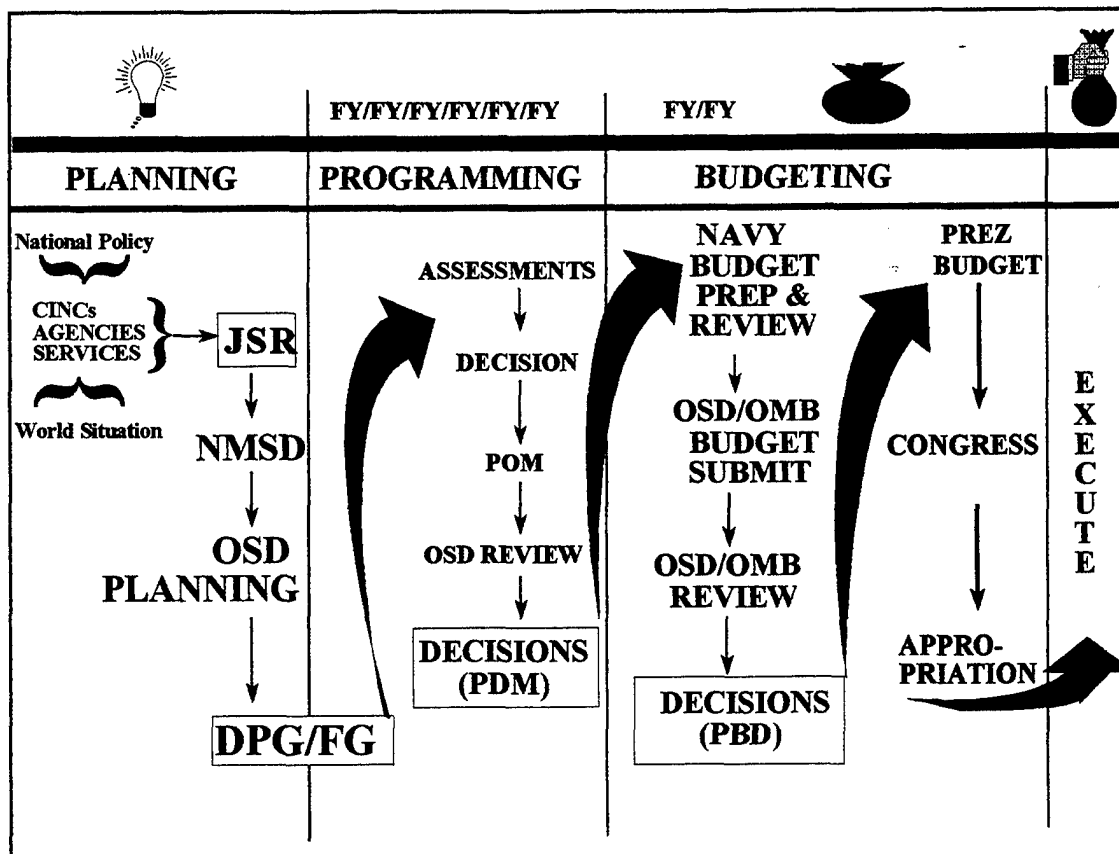 FY/FY/FY/FY/FY/FY
FY/FY
PLANNING
PROGRAMMING
BUDGETING
National Policy
CINCs
AGENCIES
SERVICES
World Situation
JSR
NMSD
OSD
PLANNING
DPG/FG
ASSESSMENTS
DECISION
POM
OSD REVIEW
DECISIONS
(PDM)
NAVY
BUDGET
PREP &
REVIEW
OSD/OMB
BUDGET
SUBMIT
OSD/OMB
REVIEW
DECISIONS
(PBD)
PREZ
BUDGET
CONGRESS
APPRO-
PRIATION
EXECUTE